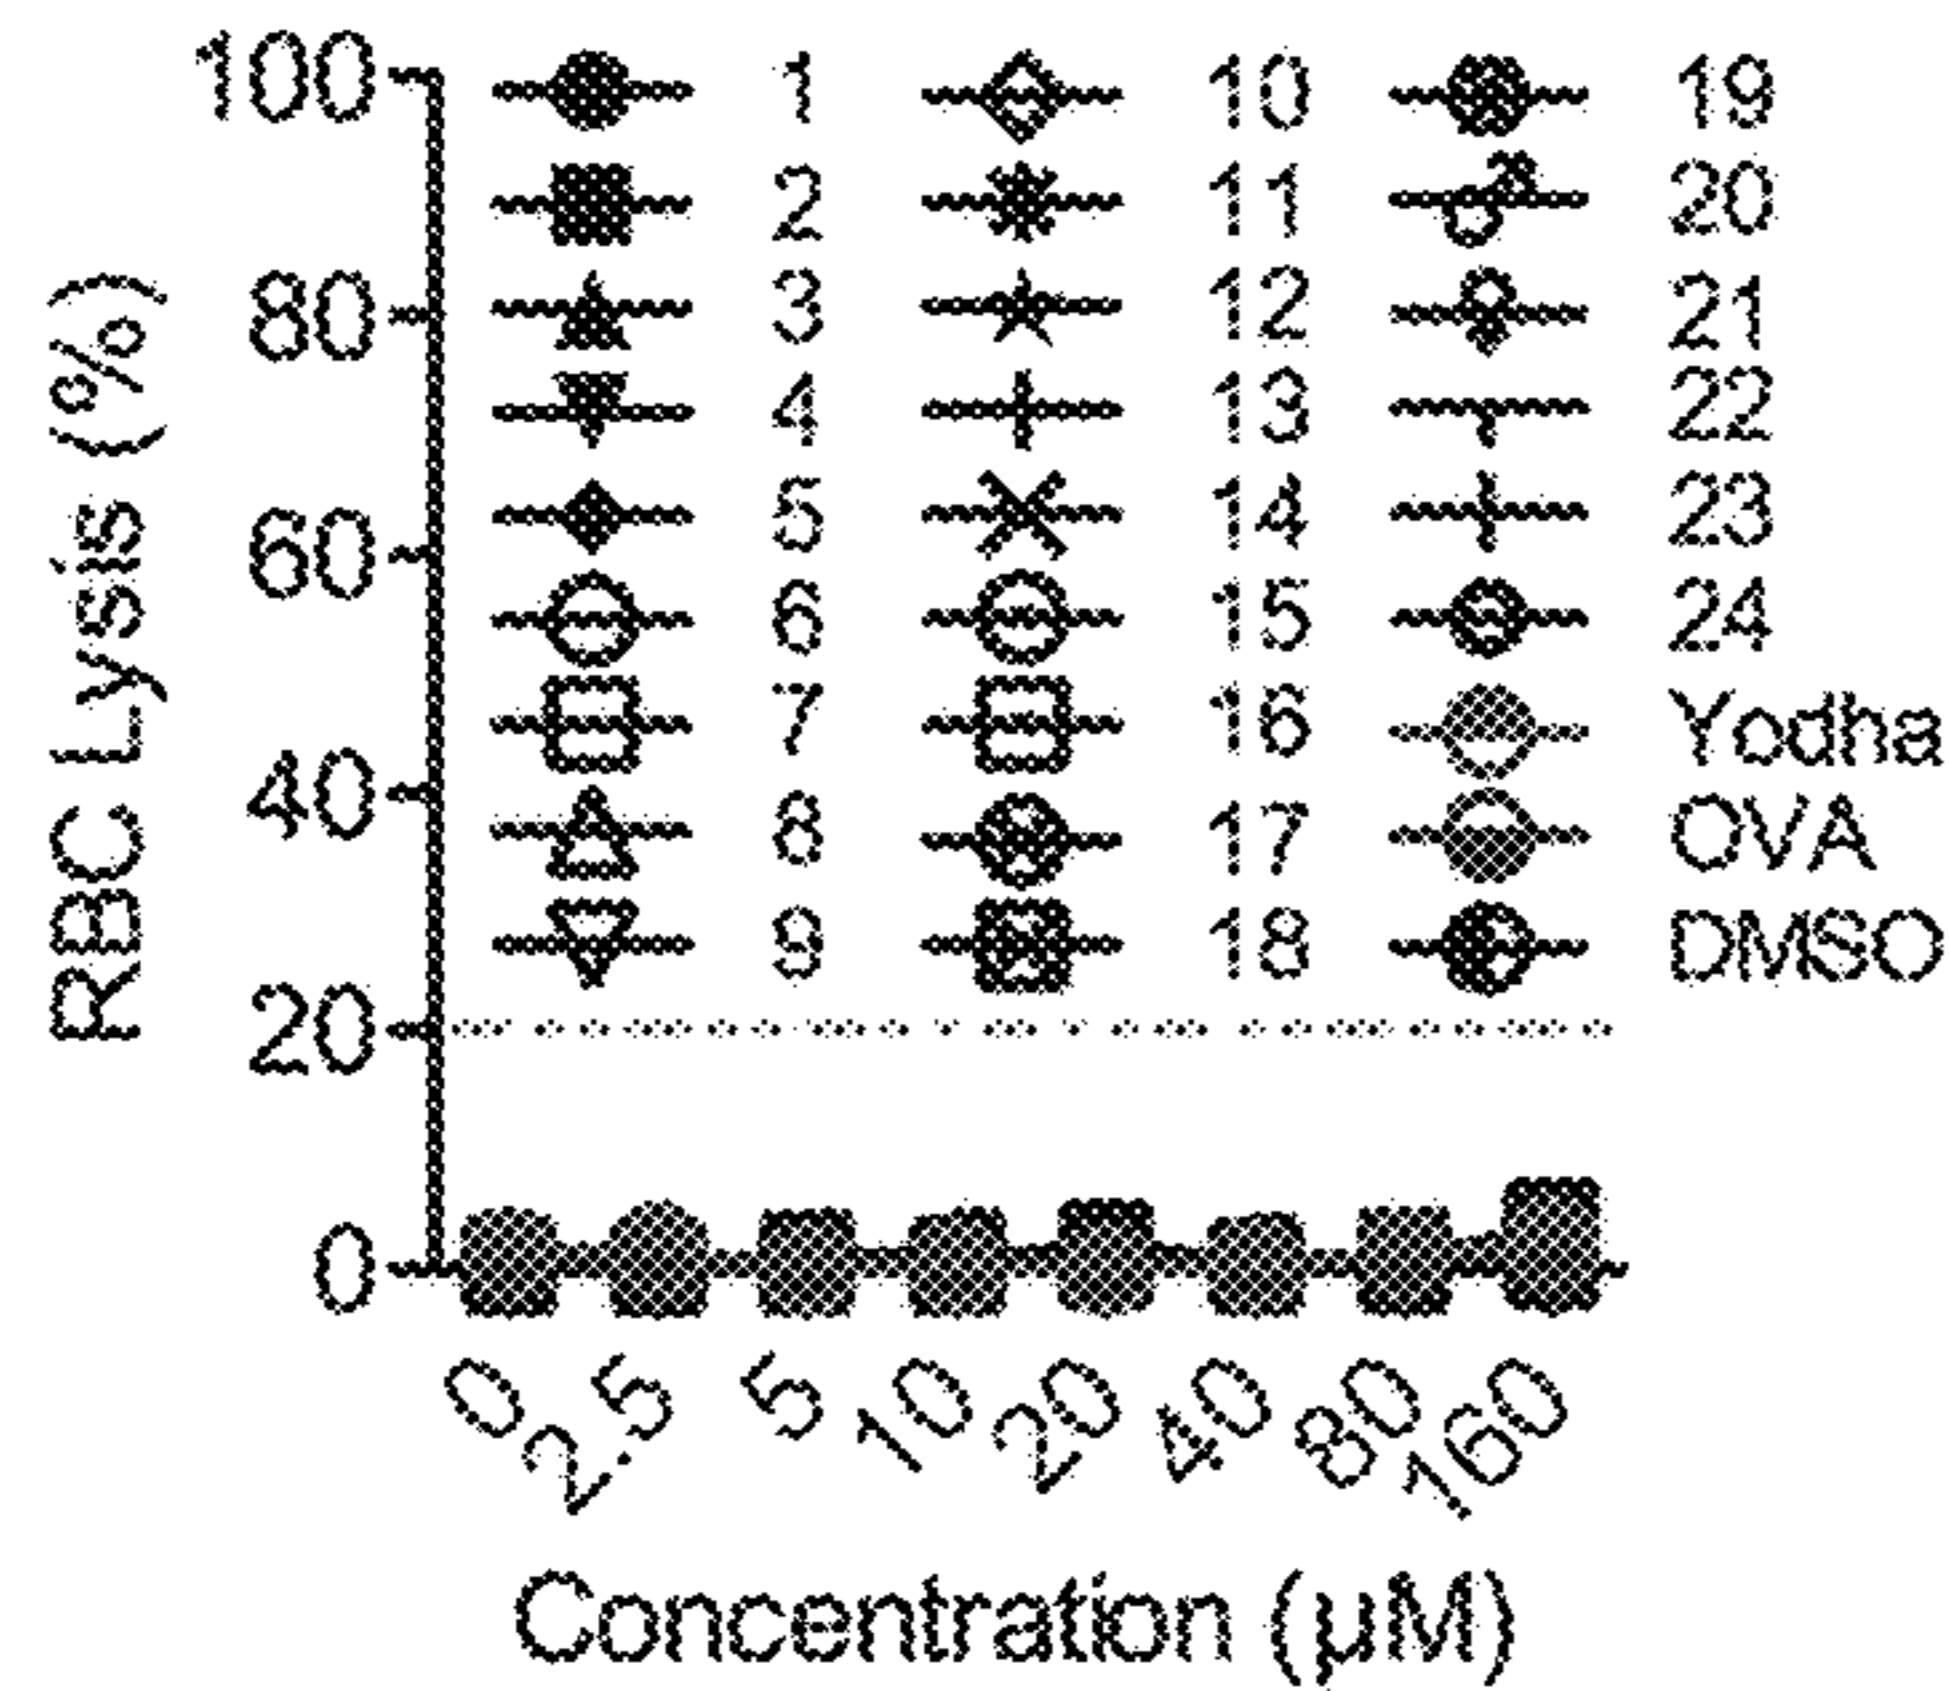 RBC Lysis (%)
100
80
60
40
20
0
1 10 19
2 11 20
3 12 21
4 13 22
5 14 23
6 15 24
7 16 Yodha
8 17 OVA
9 18 DMSO
0 2.5 5 10 20 40 80 160
Concentration (µM)